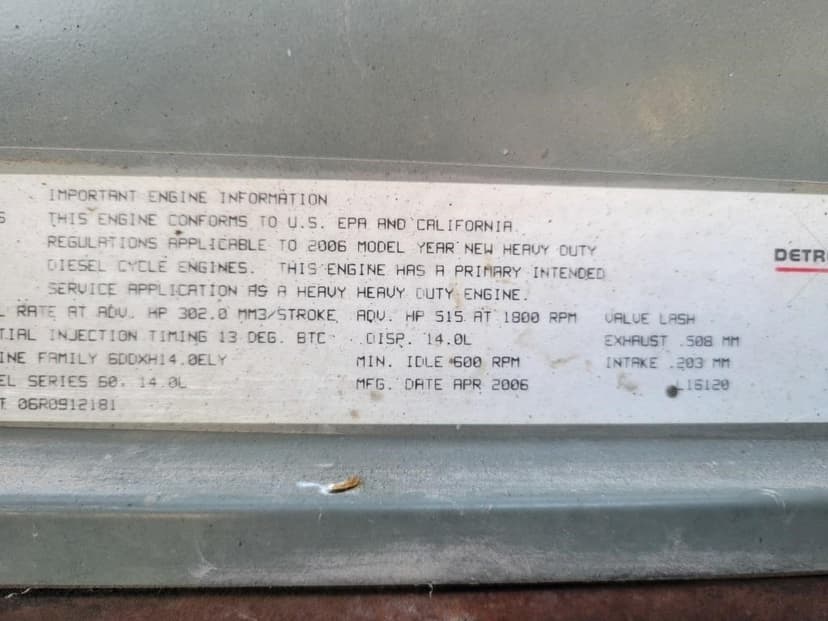 IMPORTANT ENGINE INFORMATION
THIS ENGINE CONFORMS TO U.S. EPA AND CALIFORNIA
REGULATIONS APPLICABLE TO 2006 MODEL YEAR NEW HEAVY DUTY
DIESEL CYCLE ENGINES. THIS ENGINE HAS A PRIMARY INTENDED
SERVICE APPLICATION AS A HEAVY HEAVY DUTY ENGINE.
DETR
L RATE AT ADV. HP 302.0 MM3/STROKE ADV. HP 515 AT 1800 RPM VALVE LASH
TIAL INJECTION TIMING 13 DEG. BTC DISP. 14.0L EXHAUST .508 MM
INE FAMILY 6DDXH14.0ELY MIN. IDLE 600 RPM INTAKE .203 MM
EL SERIES 60, 14.0L MFG. DATE APR 2006 L16120
T 06R0912181